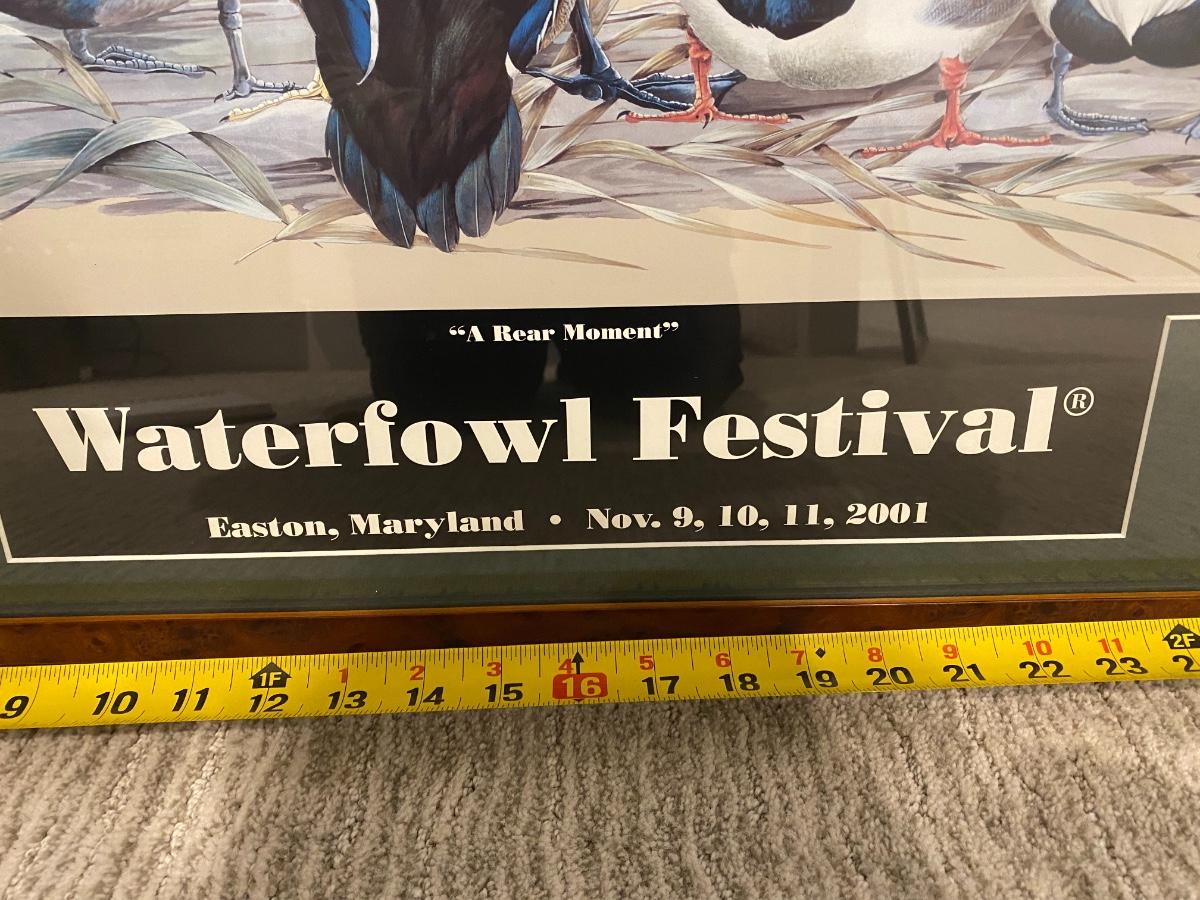 “A Rear Moment”
Waterfowl Festival®
Easton, Maryland • Nov. 9, 10, 11, 2001
1F 1 2 3 4 5 6 7 8 9 10 11 2F
9 10 11 12 13 14 15 16 17 18 19 20 21 22 23 2